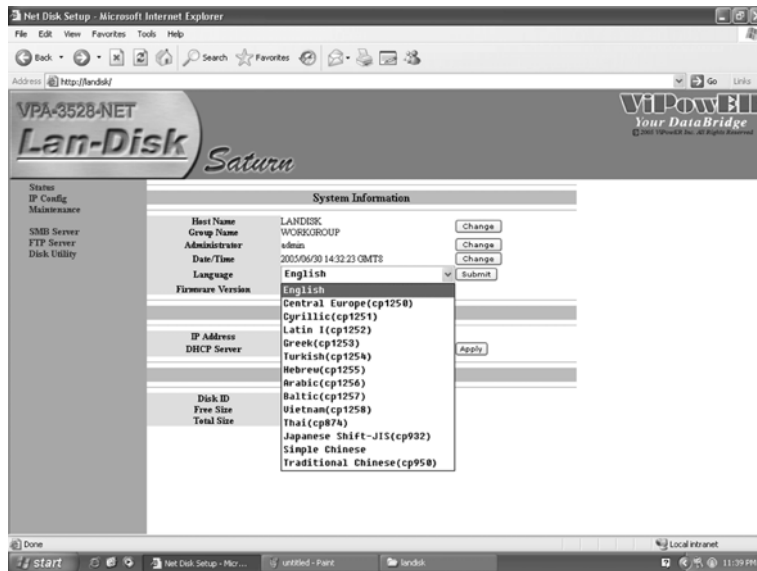 Net Disk Setup - Microsoft Internet Explorer
File Edit View Favorites Tools Help
Back Search Favorites
Address http://landisk/ Go Links
VPA-3528-NET
Lan-Disk
Saturn
ViPowER
Your DataBridge
Status
IP Config
Maintenance
SMB Server
FTP Server
Disk Utility
System Information
Host Name LANDISK Change
Group Name WORKGROUP
Administrator admin Change
Date/Time 2005/06/30 14:32:23 GMT8 Change
Language English Submit
Firmware Version
English
Central Europe(cp1250)
Cyrillic(cp1251)
Latin I(cp1252)
Greek(cp1253)
Turkish(cp1254)
Hebrew(cp1255)
Arabic(cp1256)
Baltic(cp1257)
Vietnam(cp1258)
Thai(cp874)
Japanese Shift-JIS(cp932)
Simple Chinese
Traditional Chinese(cp950)
IP Address
DHCP Server Apply
Disk ID
Free Size
Total Size
Done Local intranet
start Net Disk Setup - Micr... untitled - Paint landisk 11:39 PM